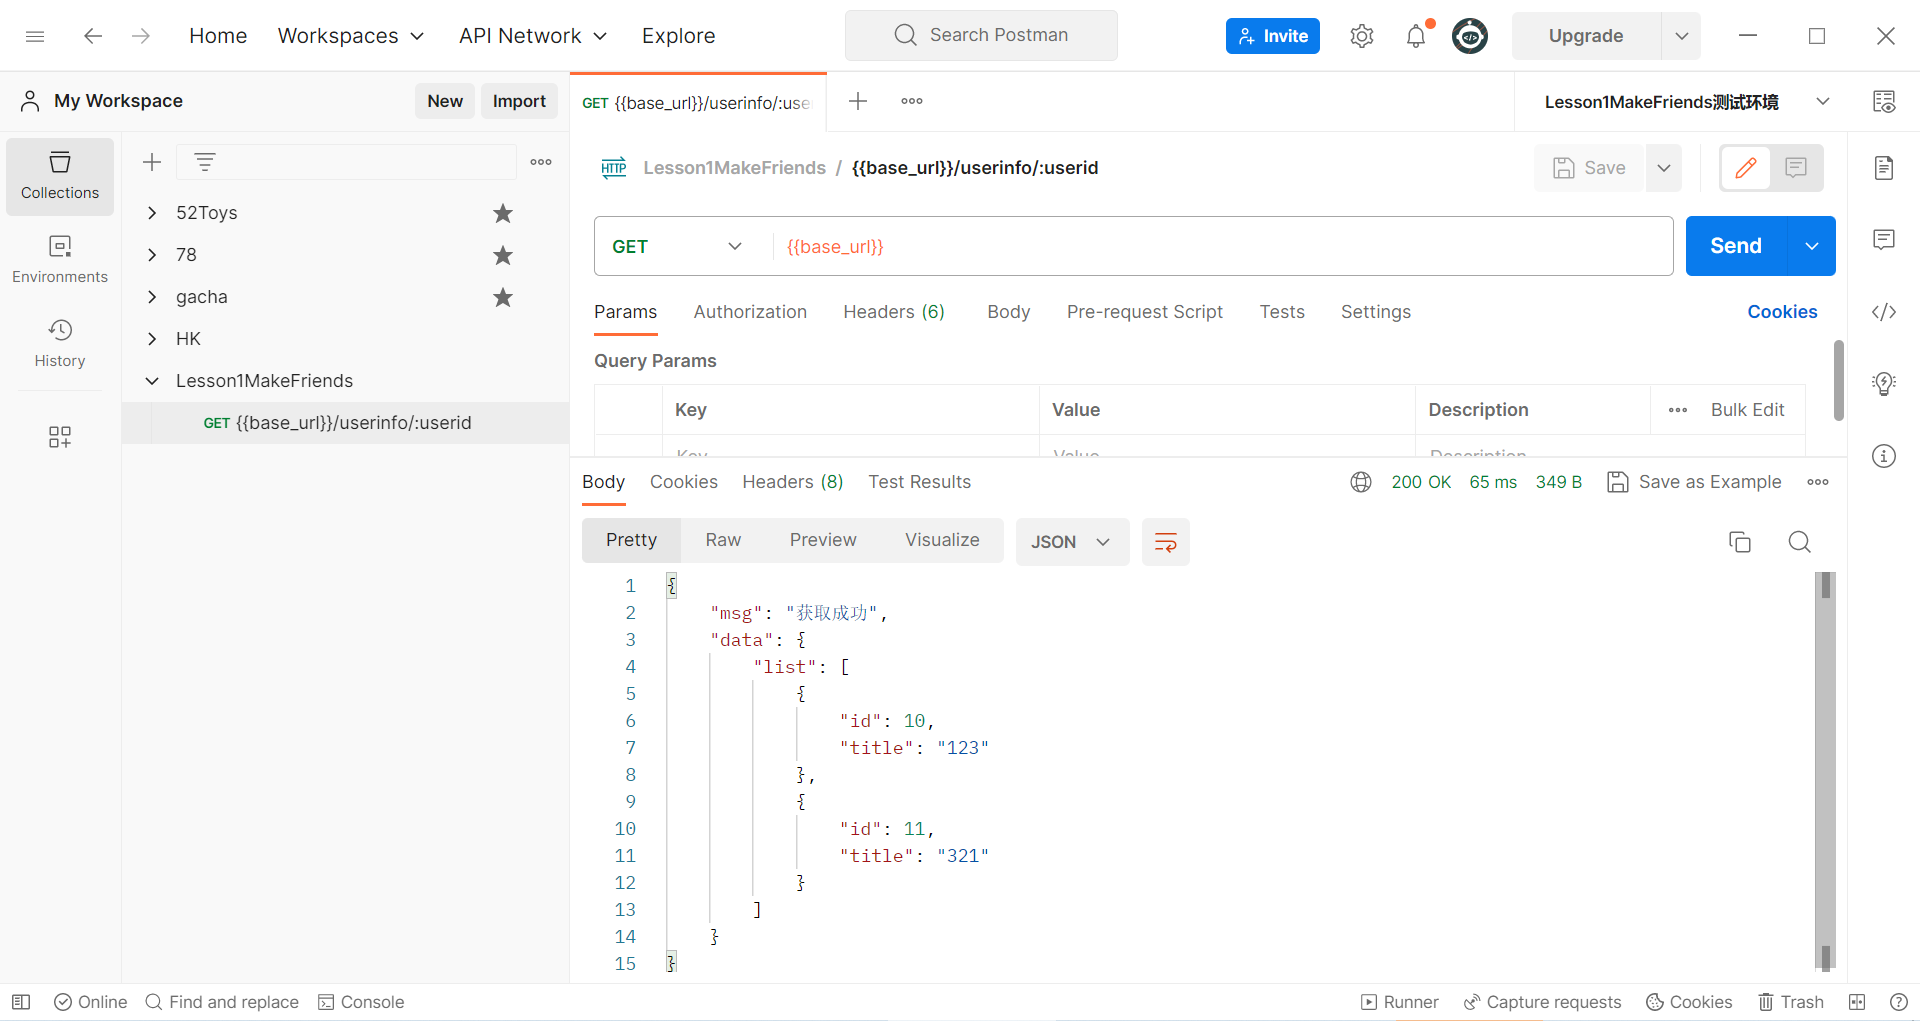 Home Workspaces API Network Explore Search Postman Invite Upgrade
My Workspace New Import GET {{base_url}}/userinfo/:use Lesson1MakeFriends测试环境
Collections
Environments
History
52Toys
78
gacha
HK
Lesson1MakeFriends
GET {{base_url}}/userinfo/:userid
HTTP Lesson1MakeFriends / {{base_url}}/userinfo/:userid Save
GET {{base_url}} Send
Params Authorization Headers (6) Body Pre-request Script Tests Settings Cookies
Query Params
Key Value Description Bulk Edit
Key Value Description
Body Cookies Headers (8) Test Results 200 OK 65 ms 349 B Save as Example
Pretty Raw Preview Visualize JSON
1 {
2 "msg": "获取成功",
3 "data": {
4 "list": [
5 {
6 "id": 10,
7 "title": "123"
8 },
9 {
10 "id": 11,
11 "title": "321"
12 }
13 ]
14 }
15 }
Online Find and replace Console Runner Capture requests Cookies Trash